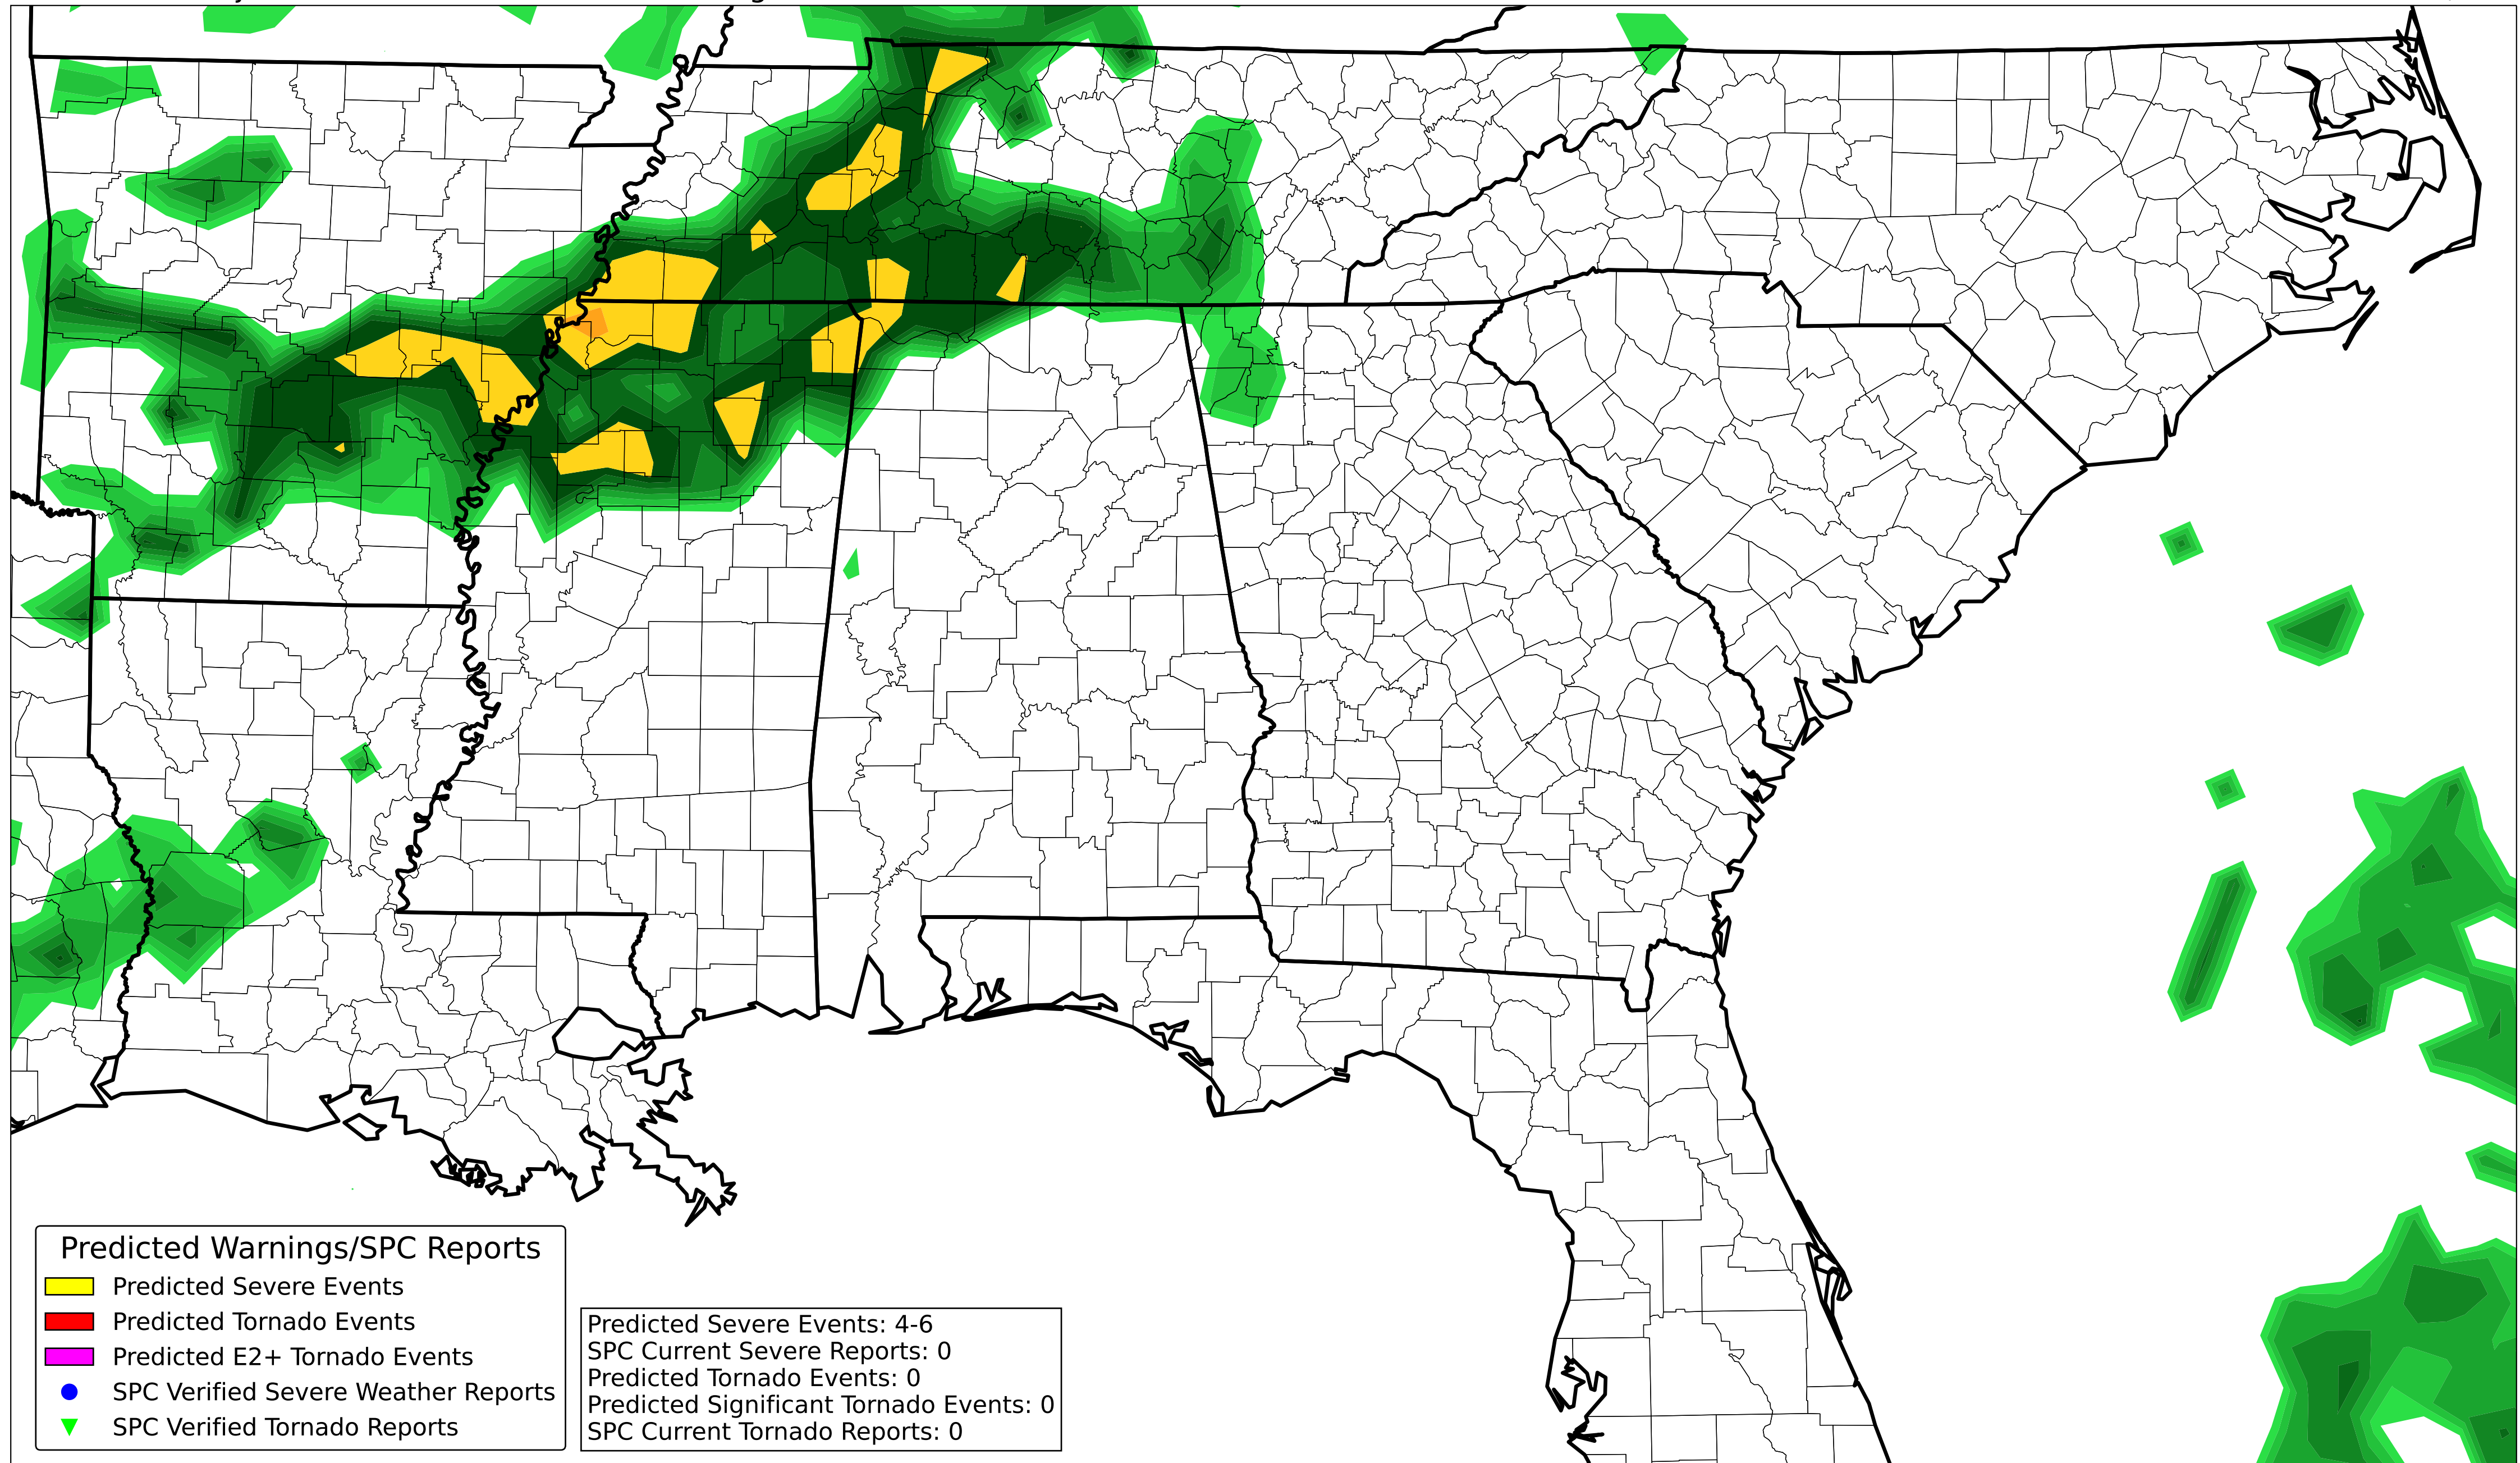 Predicted Warnings/SPC Reports
Predicted Severe Events
Predicted Tornado Events
Predicted E2+ Tornado Events
SPC Verified Severe Weather Reports
SPC Verified Tornado Reports
Predicted Severe Events: 4-6
SPC Current Severe Reports: 0
Predicted Tornado Events: 0
Predicted Significant Tornado Events: 0
SPC Current Tornado Reports: 0